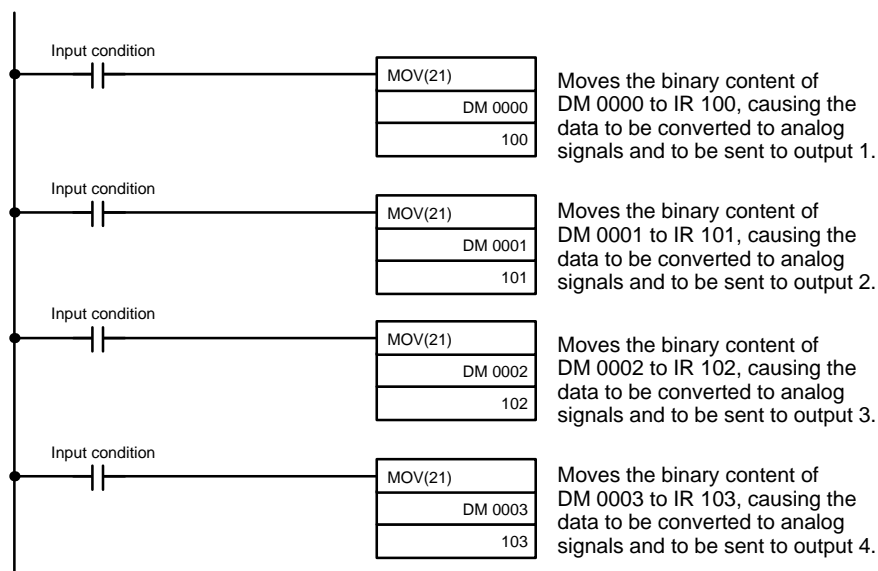 Input condition
MOV(21)
DM 0000
100
Moves the binary content of
DM 0000 to IR 100, causing the
data to be converted to analog
signals and to be sent to output 1.
Input condition
MOV(21)
DM 0001
101
Moves the binary content of
DM 0001 to IR 101, causing the
data to be converted to analog
signals and to be sent to output 2.
Input condition
MOV(21)
DM 0002
102
Moves the binary content of
DM 0002 to IR 102, causing the
data to be converted to analog
signals and to be sent to output 3.
Input condition
MOV(21)
DM 0003
103
Moves the binary content of
DM 0003 to IR 103, causing the
data to be converted to analog
signals and to be sent to output 4.